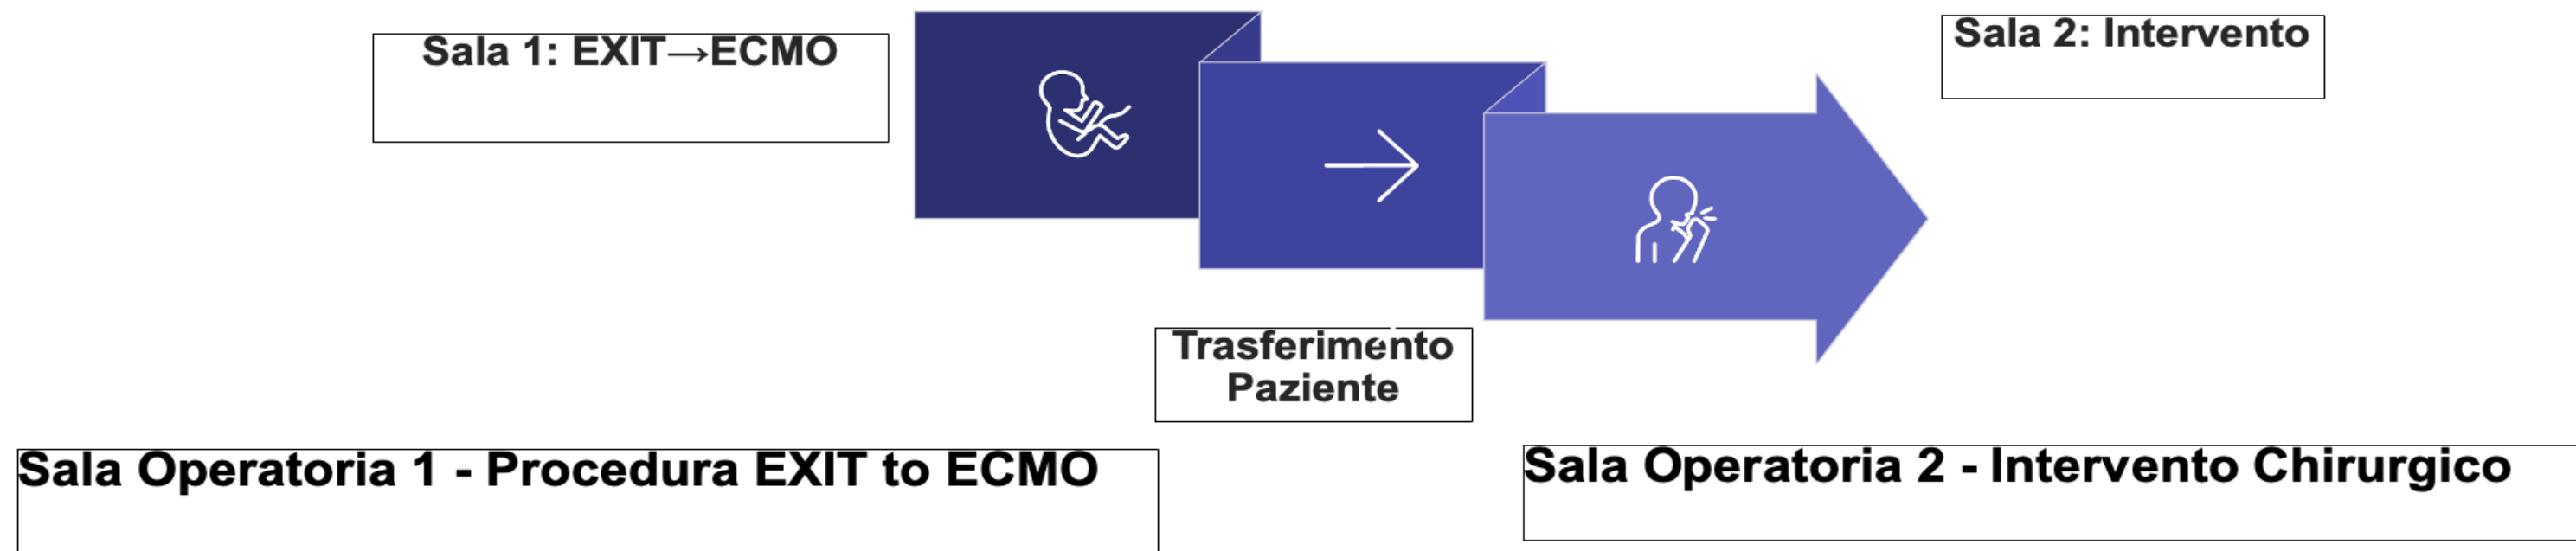 Sala 1: EXIT→ECMO
Sala 2: Intervento
Trasferimento
Paziente
Sala Operatoria 1 - Procedura EXIT to ECMO
Sala Operatoria 2 - Intervento Chirurgico